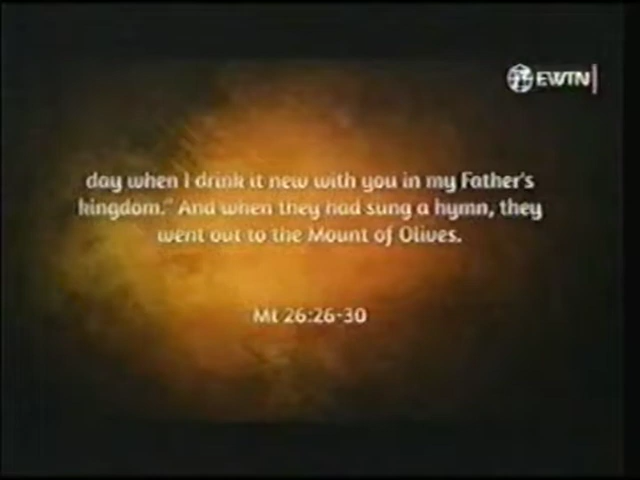 EWTN
day when I drink it new with you in my Father's
kingdom." And when they had sung a hymn, they
went out to the Mount of Olives.
Mt 26:26-30